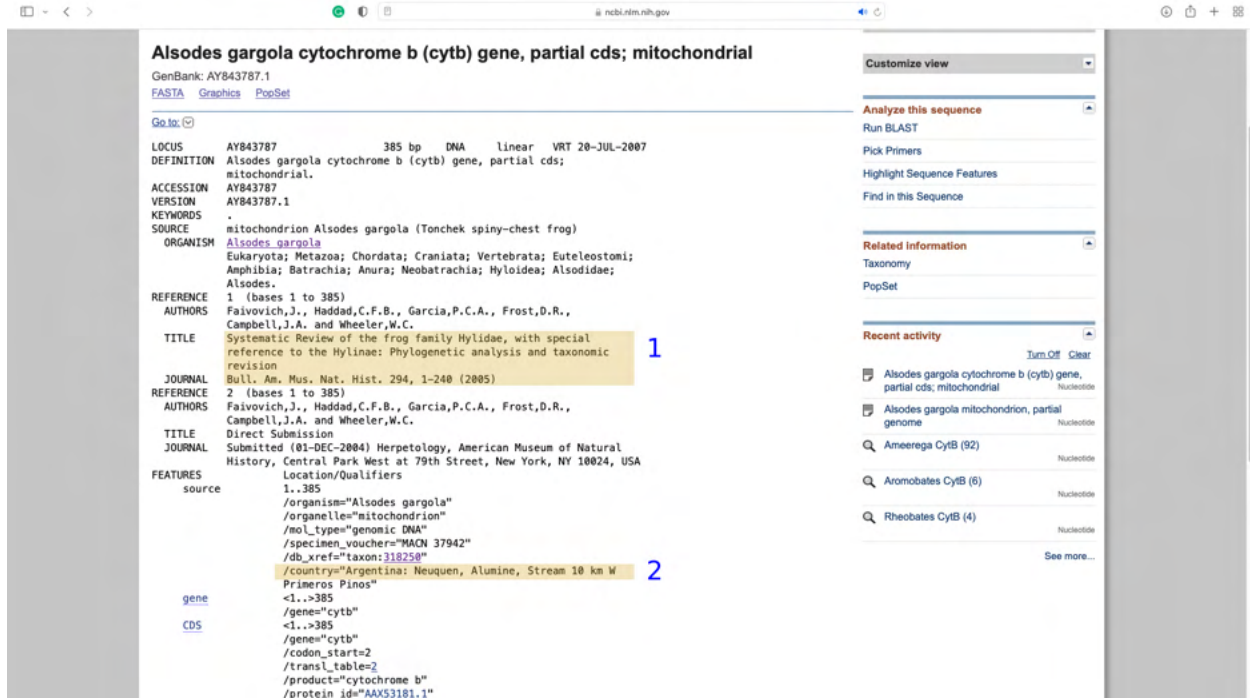 ncbi.nlm.nih.gov
Alsodes gargola cytochrome b (cytb) gene, partial cds; mitochondrial
GenBank: AY843787.1
FASTA Graphics PopSet
Go to:
LOCUS AY843787 385 bp DNA linear VRT 20-JUL-2007
DEFINITION Alsodes gargola cytochrome b (cytb) gene, partial cds;
mitochondrial.
ACCESSION AY843787
VERSION AY843787.1
KEYWORDS .
SOURCE mitochondrion Alsodes gargola (Tonchek spiny-chest frog)
ORGANISM Alsodes gargola
Eukaryota; Metazoa; Chordata; Craniata; Vertebrata; Euteleostomi;
Amphibia; Batrachia; Anura; Neobatrachia; Hyloidea; Alsodidae;
Alsodes.
REFERENCE 1 (bases 1 to 385)
AUTHORS Faivovich,J., Haddad,C.F.B., Garcia,P.C.A., Frost,D.R.,
Campbell,J.A. and Wheeler,W.C.
TITLE Systematic Review of the frog family Hylidae, with special
reference to the Hylinae: Phylogenetic analysis and taxonomic
revision
1
JOURNAL Bull. Am. Mus. Nat. Hist. 294, 1-240 (2005)
REFERENCE 2 (bases 1 to 385)
AUTHORS Faivovich,J., Haddad,C.F.B., Garcia,P.C.A., Frost,D.R.,
Campbell,J.A. and Wheeler,W.C.
TITLE Direct Submission
JOURNAL Submitted (01-DEC-2004) Herpetology, American Museum of Natural
History, Central Park West at 79th Street, New York, NY 10024, USA
FEATURES Location/Qualifiers
source 1..385
/organism="Alsodes gargola"
/organelle="mitochondrion"
/mol_type="genomic DNA"
/specimen_voucher="MACN 37942"
/db_xref="taxon:318250"
/country="Argentina: Neuquen, Alumine, Stream 10 km W
Primeros Pinos"
2
gene <1..>385
/gene="cytb"
CDS <1..>385
/gene="cytb"
/codon_start=2
/transl_table=2
/product="cytochrome b"
/protein_id="AAX53181.1"
Customize view
Analyze this sequence
Run BLAST
Pick Primers
Highlight Sequence Features
Find in this Sequence
Related information
Taxonomy
PopSet
Recent activity
Turn Off Clear
Alsodes gargola cytochrome b (cytb) gene,
partial cds; mitochondrial Nucleotide
Alsodes gargola mitochondrion, partial
genome Nucleotide
Ameerega CytB (92)
Nucleotide
Aromobates CytB (6)
Nucleotide
Rheobates CytB (4)
Nucleotide
See more...